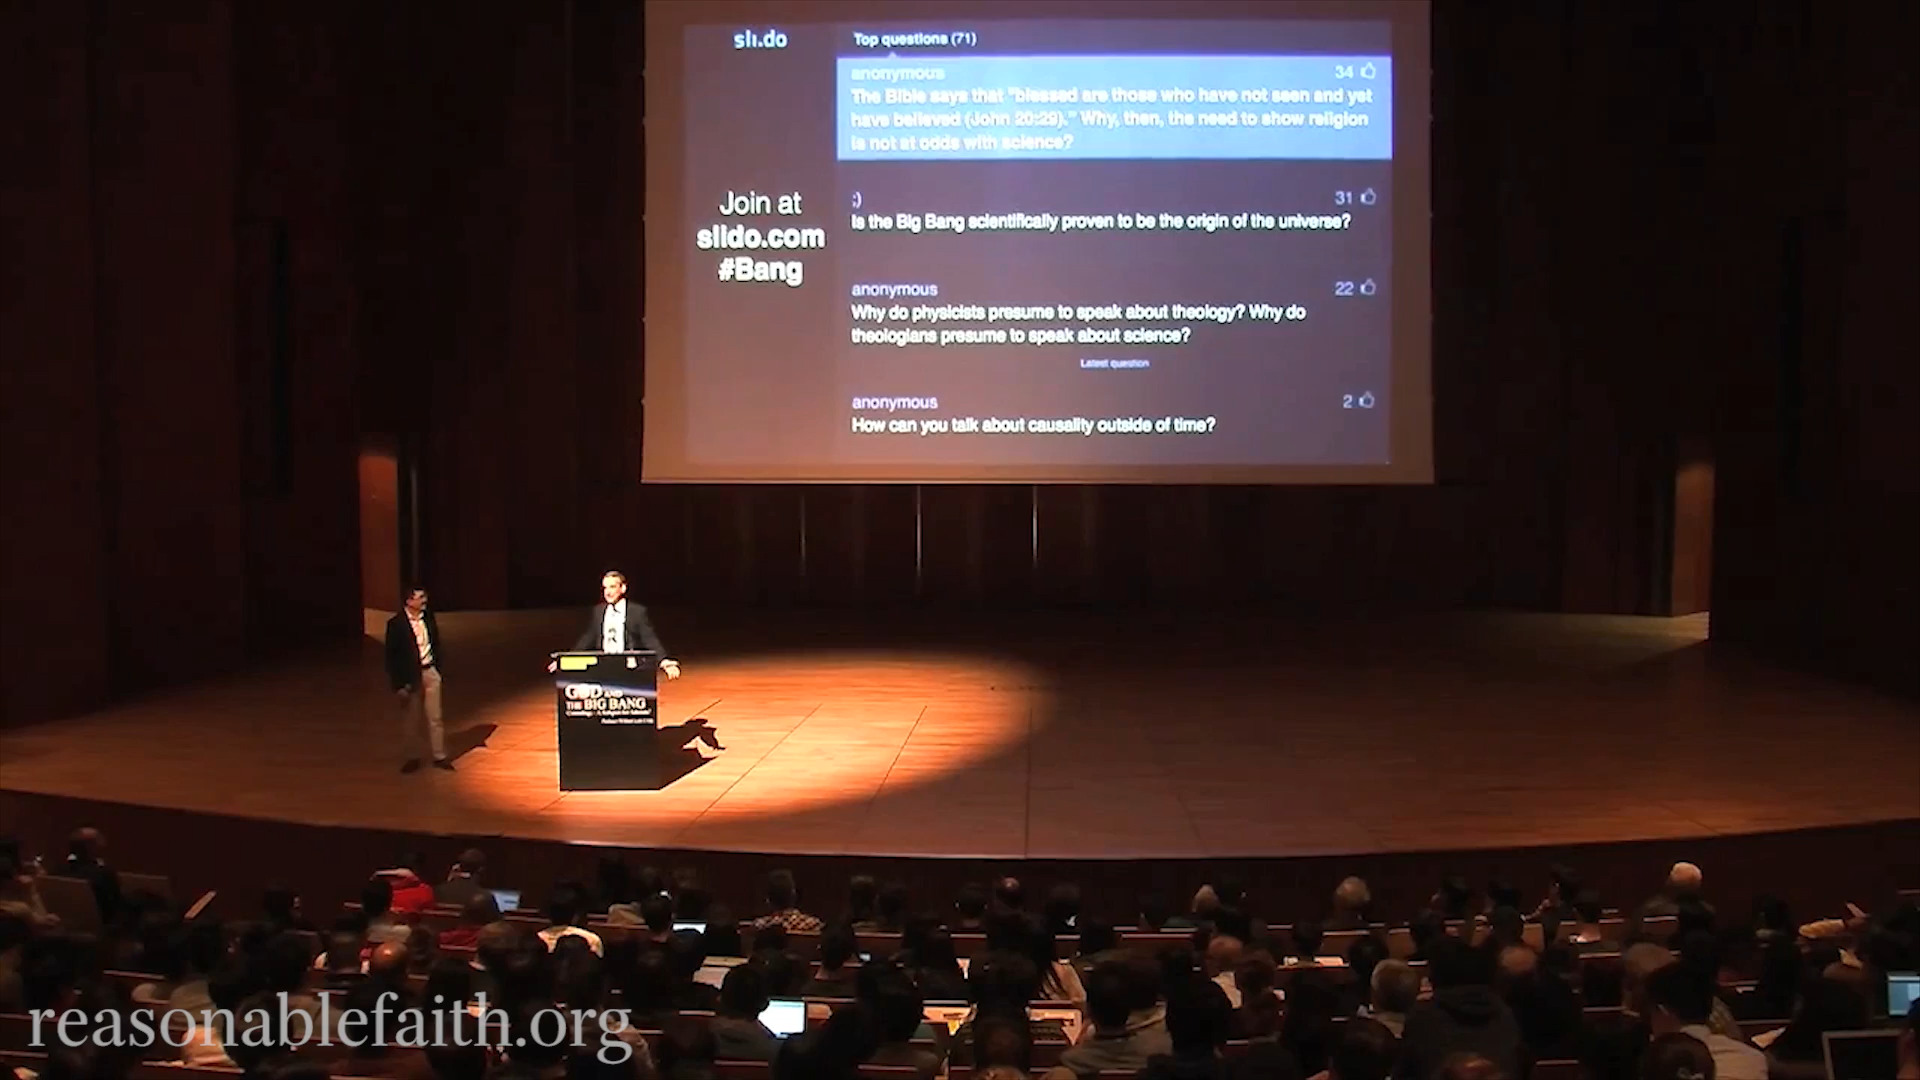 sli.do
Top questions (71)
anonymous
34
The Bible says that "blessed are those who have not seen and yet
have believed (John 20:29)." Why, then, the need to show religion
is not at odds with science?
Join at
slido.com
#Bang
;)
31
Is the Big Bang scientifically proven to be the origin of the universe?
anonymous
22
Why do physicists presume to speak about theology? Why do
theologians presume to speak about science?
Latest question
anonymous
2
How can you talk about causality outside of time?
GOD AND
THE BIG BANG
reasonablefaith.org